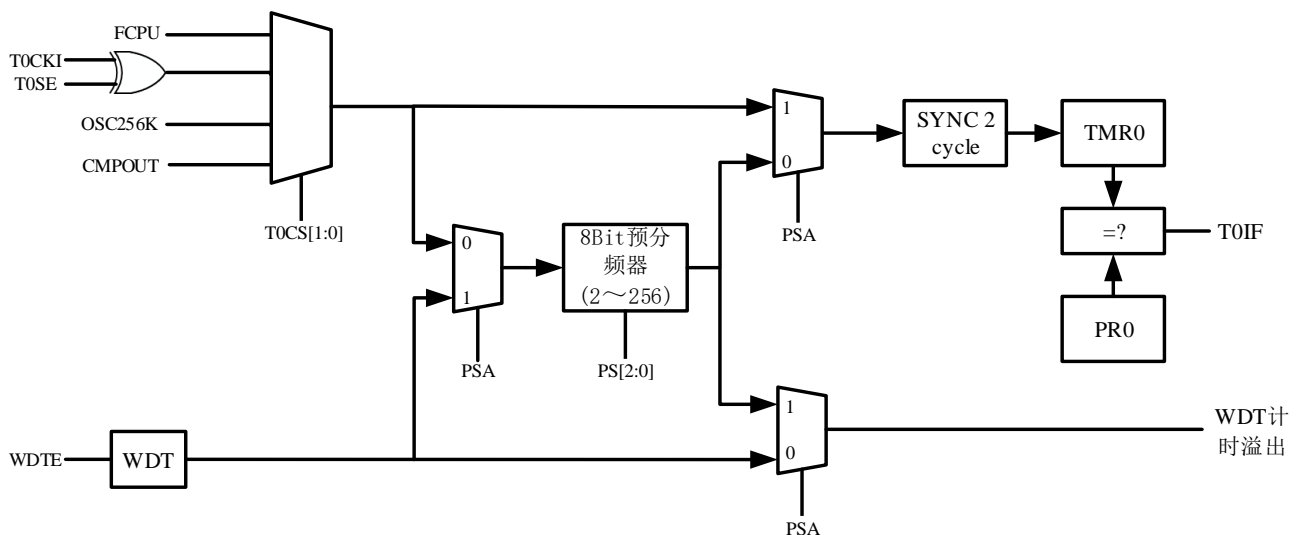 FCPU
T0CKI
T0SE
OSC256K
CMPOUT
T0CS[1:0]
1
0
PSA
SYNC 2
cycle
TMR0
=?
T0IF
PR0
0
1
PSA
8Bit预分
频器
(2～256)
PS[2:0]
WDTE
WDT
1
0
PSA
WDT计
时溢出